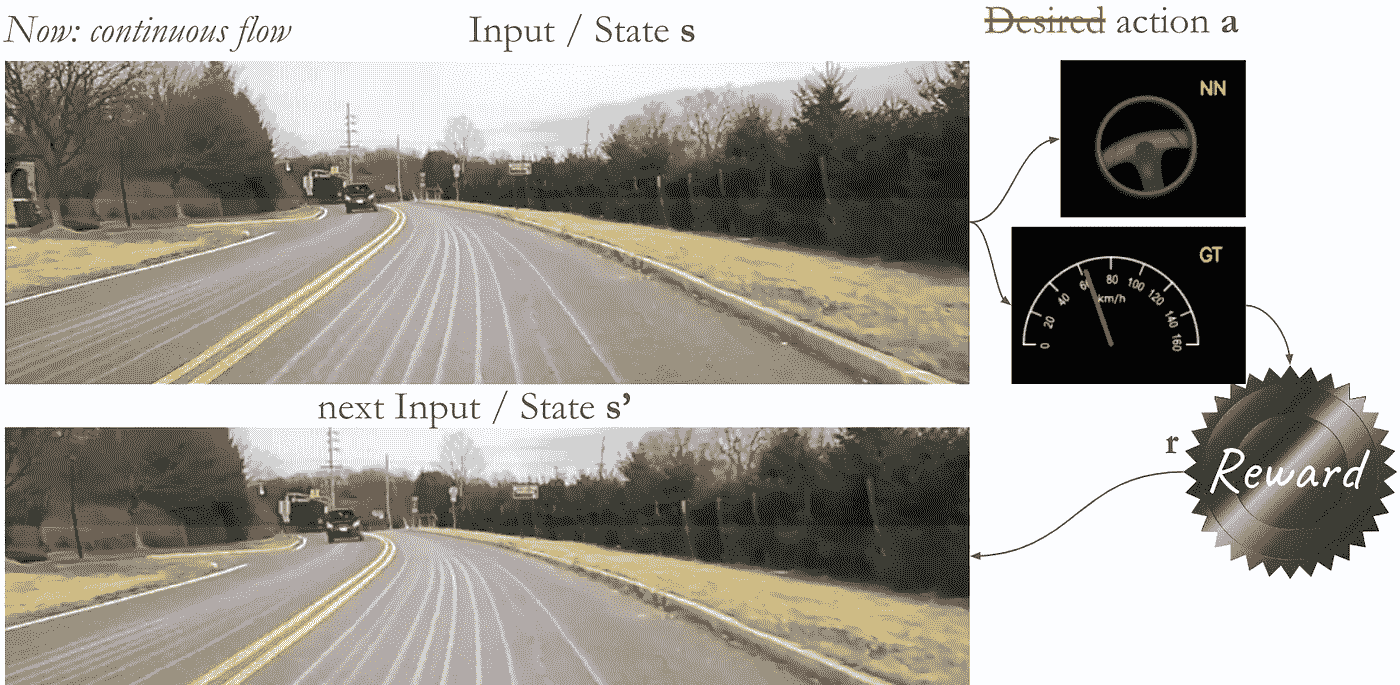 Now: continuous flow
Input / State s
Desired action a
NN
GT
0 20 40 60 80 100 120 140 160
km/h
next Input / State s’
r
Reward